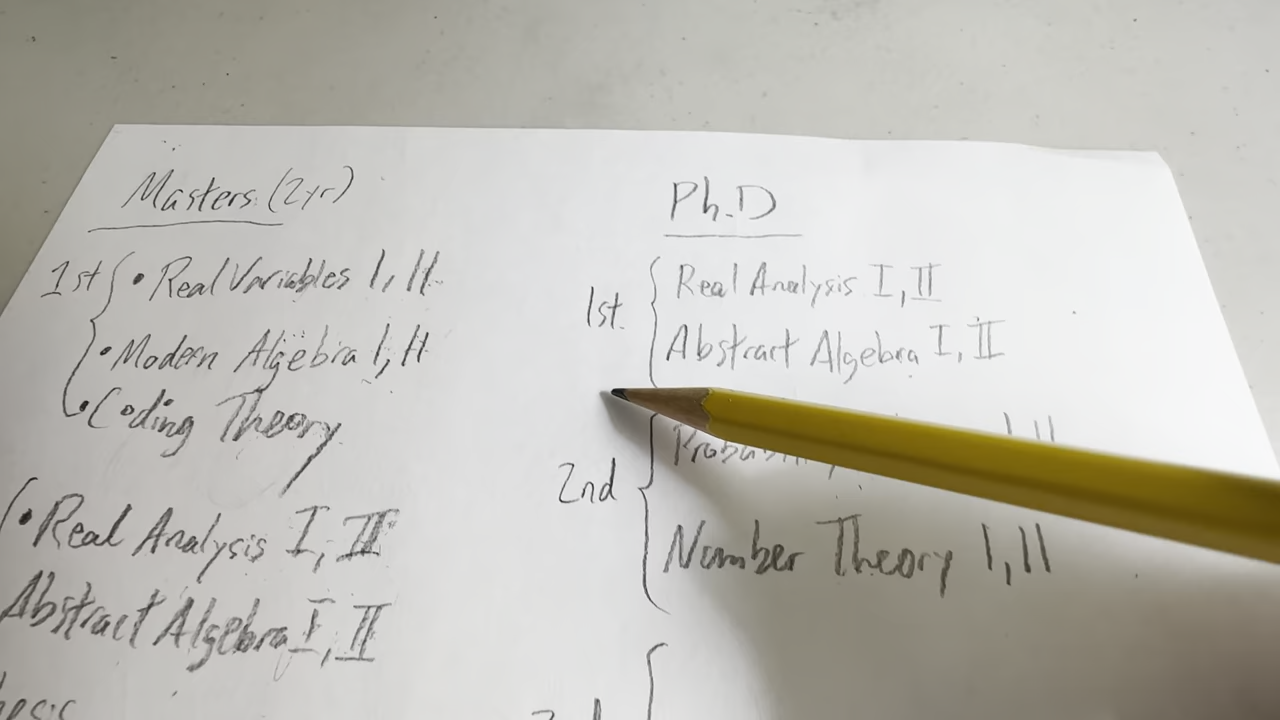 Masters (2yr)
1st
• Real Variables I, II
• Modern Algebra I, II
• Coding Theory
• Real Analysis I, II
Abstract Algebra I, II
Ph.D
1st
Real Analysis I, II
Abstract Algebra I, II
2nd
I, II
Number Theory I, II